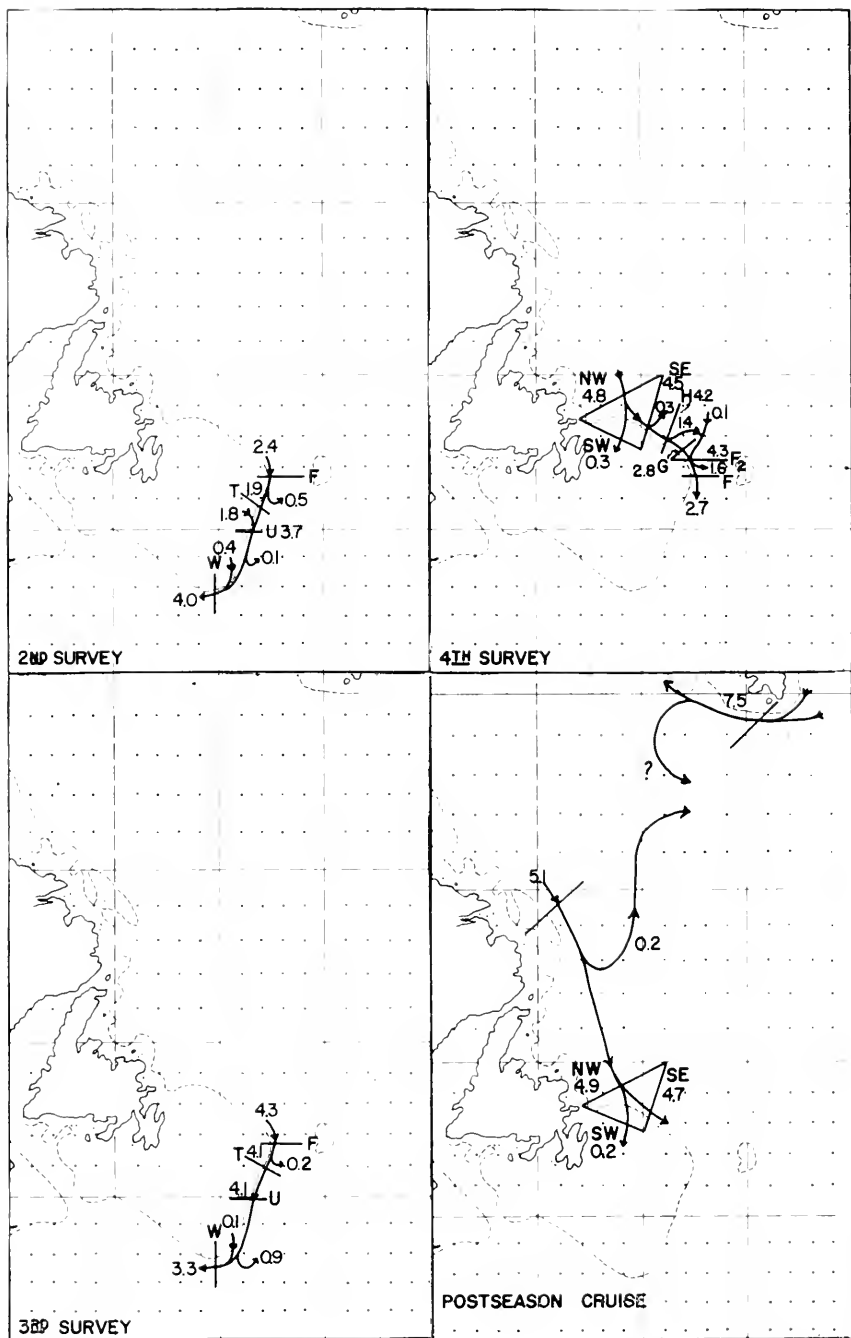 2.4
F
T 1.9
0.5
1.8
U 3.7
0.4
W
0.1
4.0
2ND SURVEY
NW
4.8
SE
4.5
H 4.2
0.3
1.4
0.1
SW
0.3
2.8 G
4.3
F2
1.6
F
2.7
4TH SURVEY
4.3
F
T 4.1
0.2
4.1
U
W
0.1
0.9
3.3
3RD SURVEY
7.5
?
5.1
0.2
NW
4.9
SE
4.7
SW
0.2
POSTSEASON CRUISE